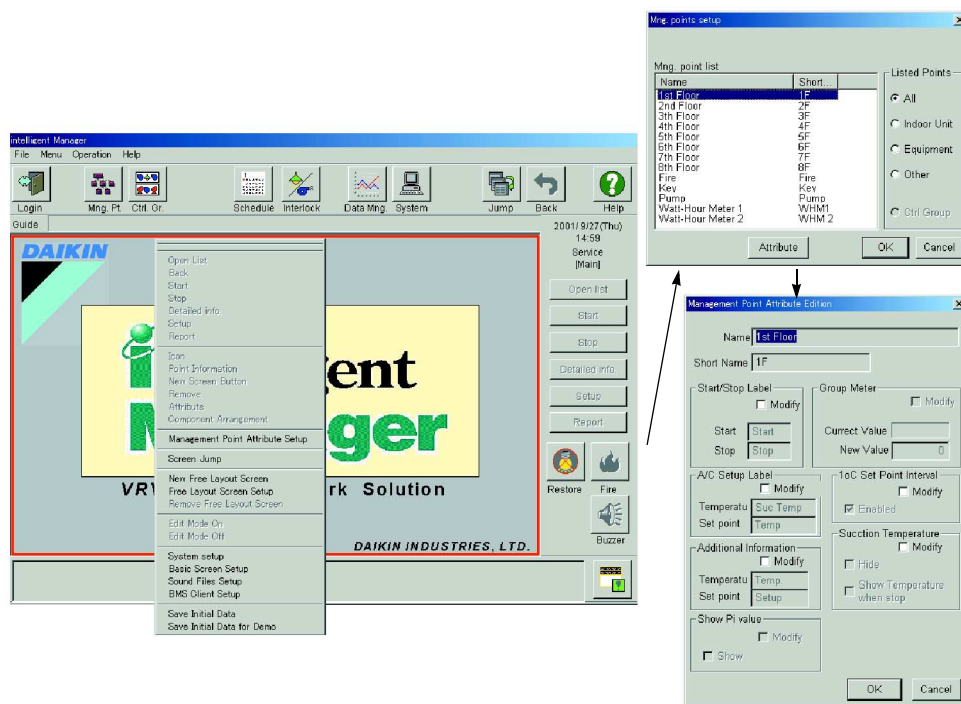 intelligent Manager
File Menu Operation Help
Login Mng. Pt. Ctrl. Gr. Schedule Interlock Data Mng. System Jump Back Help
Guide
2001/ 9/27(Thu)
14:59
Service
[Main]
Open list
Start
Stop
Detailed info.
Setup
Report
Restore Fire
Buzzer
DAIKIN
ent
ger
VRV
rk Solution
DAIKIN INDUSTRIES, LTD.
Open List
Back
Start
Stop
Detailed info.
Setup
Report
Icon
Point Information
New Screen Button
Remove
Attribute
Component Arrangement
Management Point Attribute Setup
Screen Jump
New Free Layout Screen
Free Layout Screen Setup
Remove Free Layout Screen
Edit Mode On
Edit Mode Off
System setup
Basic Screen Setup
Sound Files Setup
BMS Client Setup
Save Initial Data
Save Initial Data for Demo
Mng. points setup
Mng. point list
Name Short...
1st Floor 1F
2nd Floor 2F
3th Floor 3F
4th Floor 4F
5th Floor 5F
6th Floor 6F
7th Floor 7F
8th Floor 8F
Fire Fire
Key Key
Pump Pump
Watt-Hour Meter 1 WHM1
Watt-Hour Meter 2 WHM 2
Listed Points
All
Indoor Unit
Equipment
Other
Ctrl Group
Attribute OK Cancel
Management Point Attribute Edition
Name 1st Floor
Short Name 1F
Start/Stop Label
Modify
Start Start
Stop Stop
Group Meter
Modify
Currect Value
New Value 0
A/C Setup Label
Modify
Temperatu Suc Temp
Set point Temp
1oC Set Point Interval
Modify
Enabled
Additional Information
Modify
Temperatu Temp.
Set point Setup
Sucction Temperature
Modify
Hide
Show Temperature
when stop
Show Pi value
Modify
Show
OK Cancel